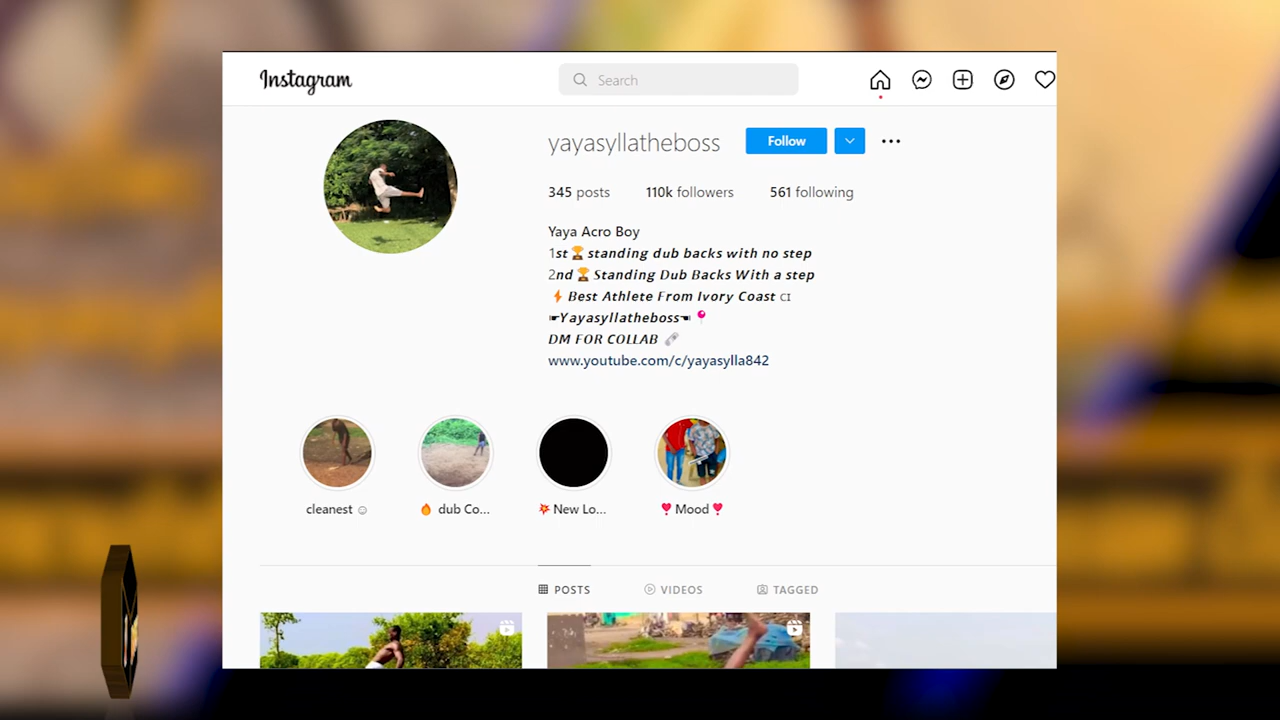 Instagram
Search
yayasyllatheboss
Follow
345 posts 110k followers 561 following
Yaya Acro Boy
1st🏆standing dub backs with no step
2nd 🏆Standing Dub Backs With a step
⚡Best Athlete From Ivory Coast CI
☛Yayasyllatheboss☚📍
DM FOR COLLAB 🔗
www.youtube.com/c/yayasylla842
cleanest ☺
🔥 dub Co...
💥 New Lo...
❣ Mood ❣
POSTS
VIDEOS
TAGGED